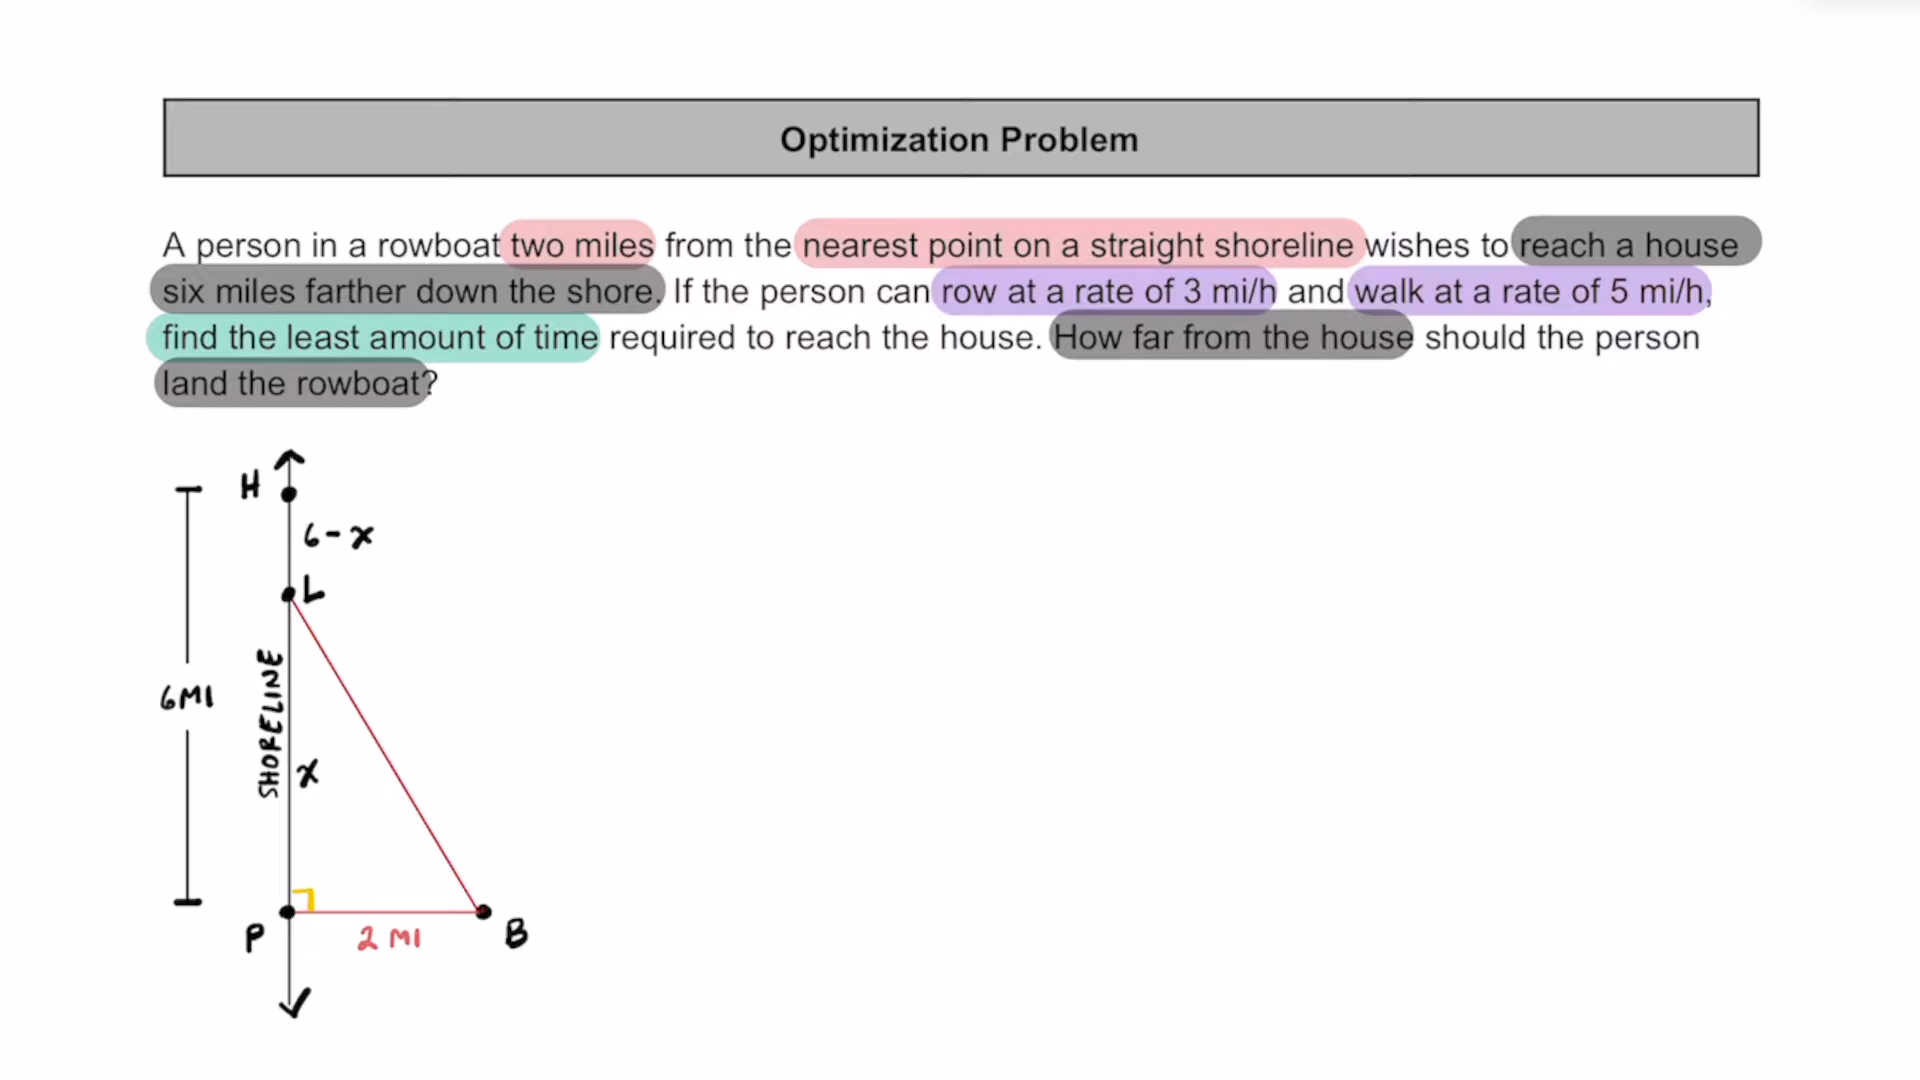 Optimization Problem
A person in a rowboat two miles from the nearest point on a straight shoreline wishes to reach a house
six miles farther down the shore. If the person can row at a rate of 3 mi/h and walk at a rate of 5 mi/h,
find the least amount of time required to reach the house. How far from the house should the person
land the rowboat?
H
6-x
L
6MI
SHORELINE
x
P
2 MI
B